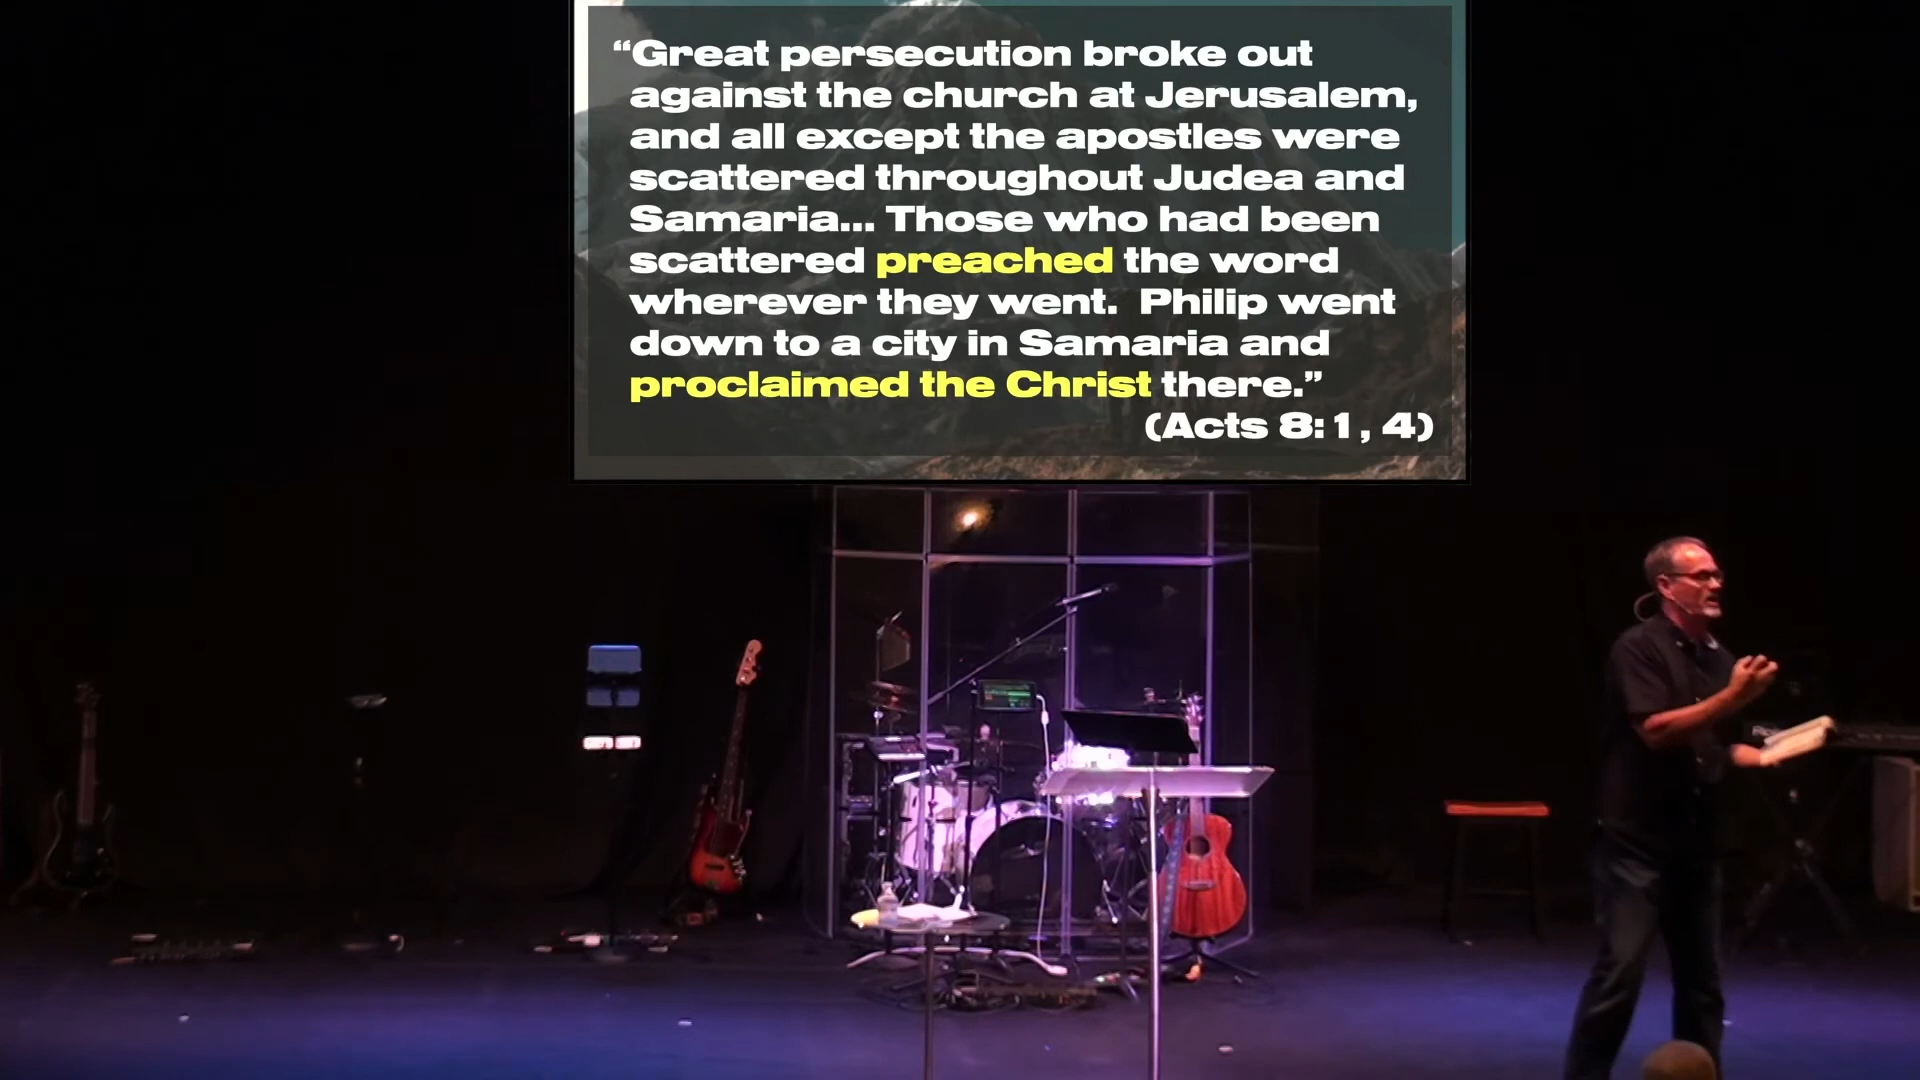 “Great persecution broke out
against the church at Jerusalem,
and all except the apostles were
scattered throughout Judea and
Samaria... Those who had been
scattered preached the word
wherever they went.  Philip went
down to a city in Samaria and
proclaimed the Christ there.”
(Acts 8:1, 4)